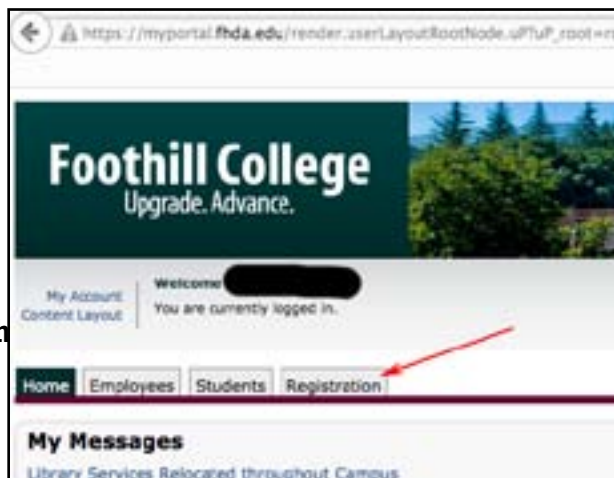 https://myportal.fhda.edu/render.userLayoutRootNode.uP?uP_root=
Foothill College
Upgrade. Advance.
My Account
Content Layout
Welcome
You are currently logged in.
Home Employees Students Registration
My Messages
Library Services Relocated throughout Campus